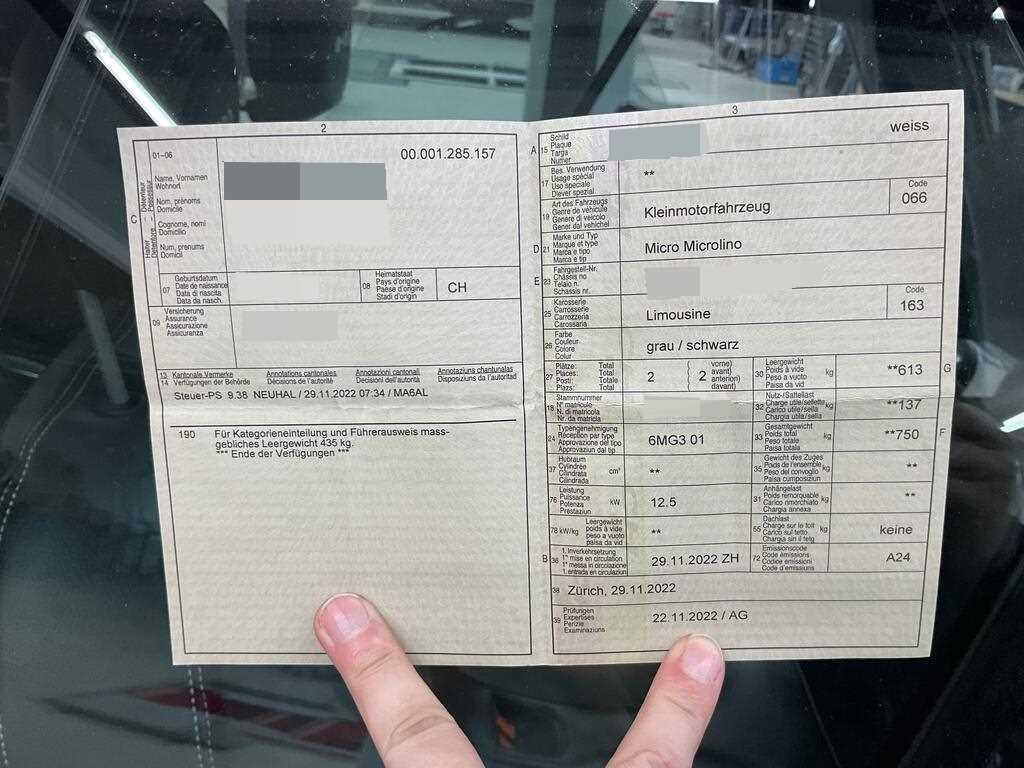 2
01–06
00.001.285.157
C
Halter
Détenteur
Detentore
Possessur
Name, Vornamen
Wohnort
Nom, prénoms
Domicile
Cognome, nomi
Domicilio
Num, prenums
Domicil
07
Geburtsdatum
Date de naissance
Data di nascita
Data da nasch.
08
Heimatstaat
Pays d'origine
Paese d'origine
Stadi d'origin
CH
09
Versicherung
Assurance
Assicurazione
Assicuranza
13 Kantonale Vermerke Annotations cantonales Annotazioni cantonali Annotaziuns chantunalas
14 Verfügungen der Behörde Décisions de l'autorité Decisioni dell'autorità Disposiziuns da l'autoritad
Steuer-PS 9.38 NEUHAL / 29.11.2022 07:34 / MA6AL
190 Für Kategorieneinteilung und Führerausweis mass-
gebliches Leergewicht 435 kg.
*** Ende der Verfügungen ***
3
A 15
Schild
Plaque
Targa
Numer
weiss
17
Bes. Verwendung
Usage spécial
Uso speciale
Diever spezial
**
19
Art des Fahrzeugs
Genre de véhicule
Genere di veicolo
Gener dal vehichel
Kleinmotorfahrzeug
Code
066
D 21
Marke und Typ
Marque et type
Marca e tipo
Marca e tip
Micro Microlino
E 23
Fahrgestell-Nr.
Châssis no
Telaio n.
Schassis nr.
25
Karosserie
Carrosserie
Carrozzeria
Carossaria
Limousine
Code
163
26
Farbe
Couleur
Colore
Colur
grau / schwarz
27
Plätze: Total
Places: Total
Posti: Totale
Plazs: Total
2 ( 2 vorne)
avant)
anteriori)
davant)
30
Leergewicht
Poids à vide
Peso a vuoto
Paisa da vid
kg
**613
G
18
Stammnummer
N° matricule
N. di matricola
Nr. da matricla
32
Nutz-/Sattellast
Charge utile/sellette
Carico utile/sella
Chargia utila/sella
kg
**137
24
Typengenehmigung
Réception par type
Approvazione del tipo
Approvaziun dal tip
6MG3 01
33
Gesamtgewicht
Poids total
Peso totale
Paisa totala
kg
**750
F
37
Hubraum
Cylindrée
Cilindrata
Cilindrada
cm³
**
35
Gewicht des Zuges
Poids de l'ensemble
Peso del convoglio
Paisa cumposiziun
kg
**
76
Leistung
Puissance
Potenza
Prestaziun
kW
12.5
31
Anhängelast
Poids remorquable
Carico rimorchiato
Chargia annexa
kg
**
78 kW/kg
Leergewicht
poids à vide
peso a vuoto
paisa da vid
**
55
Dachlast
Charge sur le toit
Carico sul tetto
Chargia sin il tetg
kg
keine
B 36
1. Inverkehrsetzung
1re mise en circulation
1a messa in circolazione
1. entrada en circulaziun
29.11.2022 ZH
72
Emissionscode
Code émissions
Codice emissioni
Code d'emissiuns
A24
38 Zürich, 29.11.2022
39
Prüfungen
Expertises
Perizie
Examinaziuns
22.11.2022 / AG